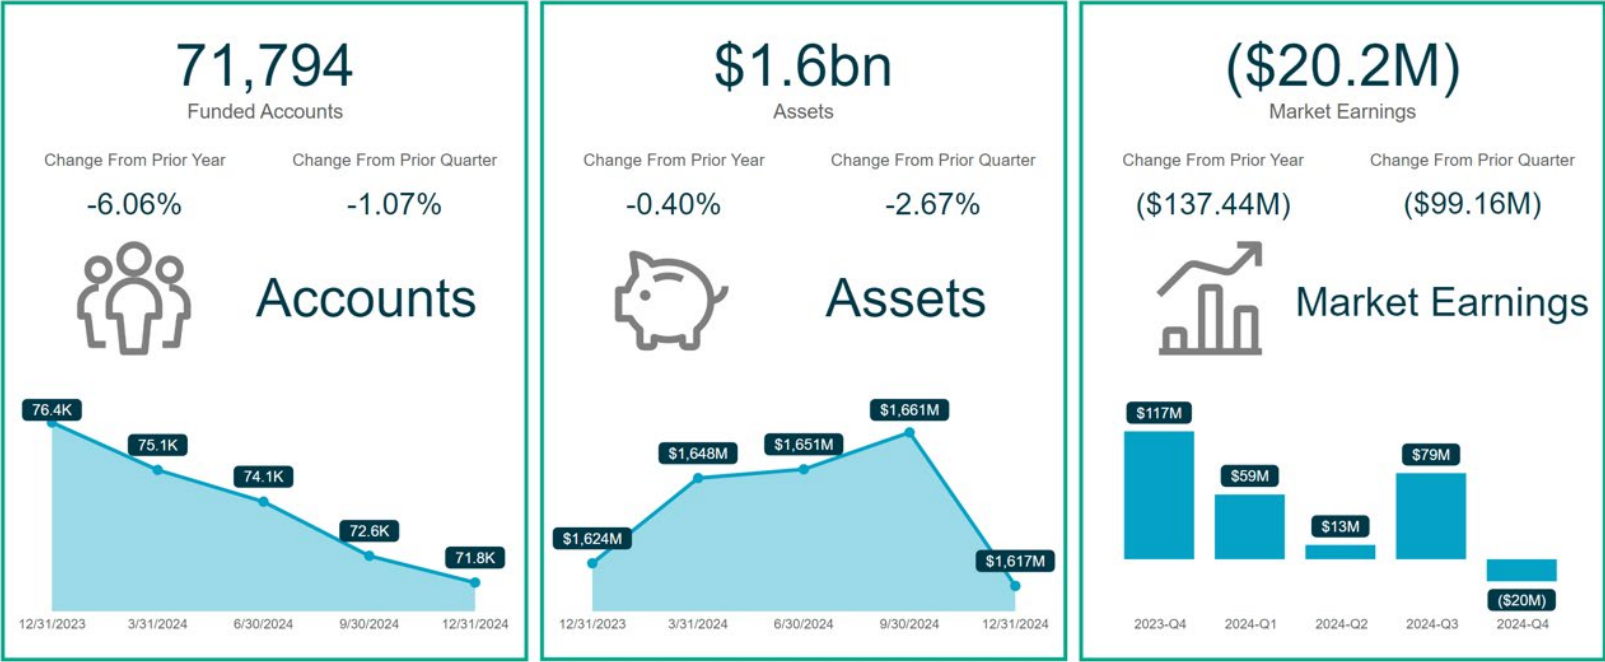 71,794
Funded Accounts
Change From Prior Year
Change From Prior Quarter
-6.06%
-1.07%
Accounts
76.4K
75.1K
74.1K
72.6K
71.8K
12/31/2023
3/31/2024
6/30/2024
9/30/2024
12/31/2024
$1.6bn
Assets
Change From Prior Year
Change From Prior Quarter
-0.40%
-2.67%
Assets
$1,624M
$1,648M
$1,651M
$1,661M
$1,617M
12/31/2023
3/31/2024
6/30/2024
9/30/2024
12/31/2024
($20.2M)
Market Earnings
Change From Prior Year
Change From Prior Quarter
($137.44M)
($99.16M)
Market Earnings
$117M
$59M
$13M
$79M
($20M)
2023-Q4
2024-Q1
2024-Q2
2024-Q3
2024-Q4